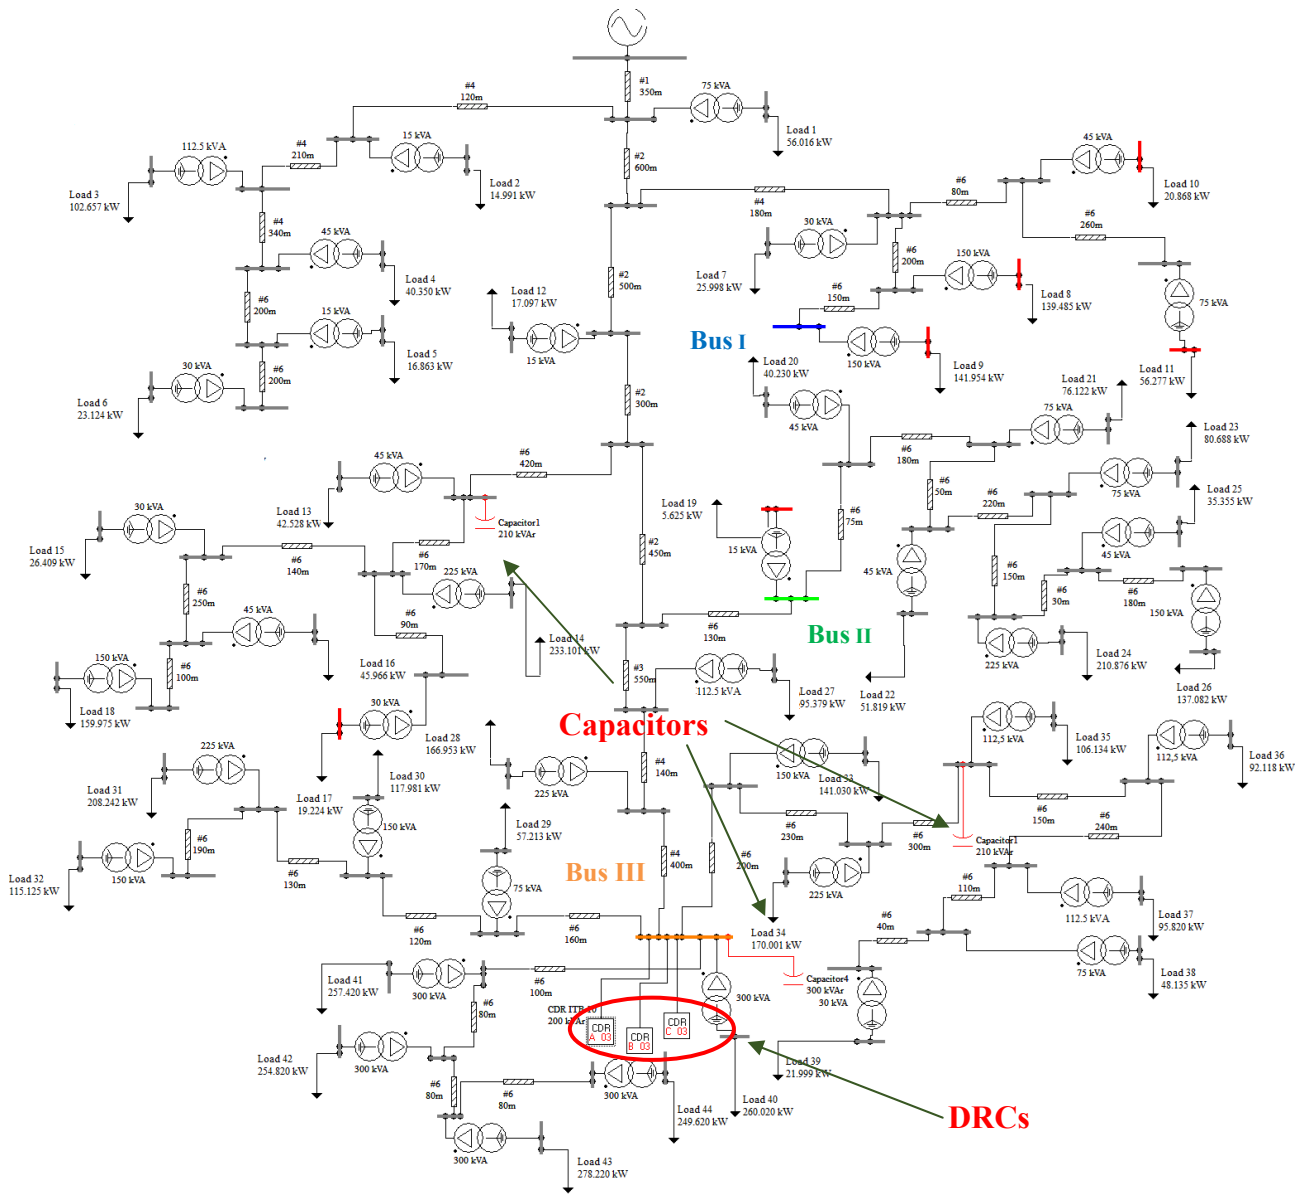 #1
350m
75 kVA
Load 1
56.016 kW
#4
120m
15 kVA
Load 2
14.991 kW
#4
210m
112.5 kVA
Load 3
102.657 kW
#2
600m
#4
340m
45 kVA
Load 4
40.350 kW
#6
200m
15 kVA
Load 5
16.863 kW
#6
200m
30 kVA
Load 6
23.124 kW
#4
180m
30 kVA
Load 7
25.998 kW
#6
80m
45 kVA
Load 10
20.868 kW
#6
260m
75 kVA
Load 11
56.277 kW
#6
200m
150 kVA
Load 8
139.485 kW
#6
150m
Bus I
150 kVA
Load 9
141.954 kW
#2
500m
Load 12
17.097 kW
15 kVA
#2
300m
Load 20
40.230 kW
45 kVA
#6
180m
Load 21
76.122 kW
75 kVA
Load 23
80.688 kW
75 kVA
Load 25
35.355 kW
45 kVA
#6
50m
#6
220m
#6
75m
#6
420m
45 kVA
Load 13
42.528 kW
Capacitor1
210 kVAr
Load 19
5.625 kW
15 kVA
45 kVA
#6
150m
#6
30m
#6
180m
150 kVA
30 kVA
Load 15
26.409 kW
#6
140m
#6
170m
225 kVA
#2
450m
#6
250m
#6
90m
45 kVA
Load 14
233.101 kW
#6
130m
Bus II
225 kVA
Load 24
210.876 kW
Load 26
137.082 kW
Load 22
51.819 kW
150 kVA
#6
100m
Load 16
45.966 kW
Load 18
159.975 kW
#3
550m
112.5 kVA
Load 27
95.379 kW
Capacitors
30 kVA
Load 28
166.953 kW
Load 17
19.224 kW
225 kVA
#4
140m
150 kVA
Load 33
141.030 kW
112,5 kVA
Load 35
106.134 kW
112,5 kVA
Load 36
92.118 kW
225 kVA
Load 31
208.242 kW
Load 30
117.981 kW
150 kVA
Load 29
57.213 kW
75 kVA
#6
190m
150 kVA
Load 32
115.125 kW
#6
130m
#6
120m
#6
160m
Bus III
#4
400m
#6
200m
#6
230m
#6
300m
225 kVA
Load 34
170.001 kW
Capacitor1
210 kVAr
#6
150m
#6
240m
#6
110m
112.5 kVA
Load 37
95.820 kW
#6
40m
75 kVA
Load 38
48.135 kW
Capacitor4
300 kVAr
30 kVA
Load 39
21.999 kW
300 kVA
Load 40
260.020 kW
#6
100m
Load 41
257.420 kW
300 kVA
#6
80m
200 kVAr
CDR
A 03
CDR
B 03
CDR
C 03
300 kVA
Load 42
254.820 kW
#6
80m
#6
80m
300 kVA
Load 44
249.620 kW
300 kVA
Load 43
278.220 kW
DRCs